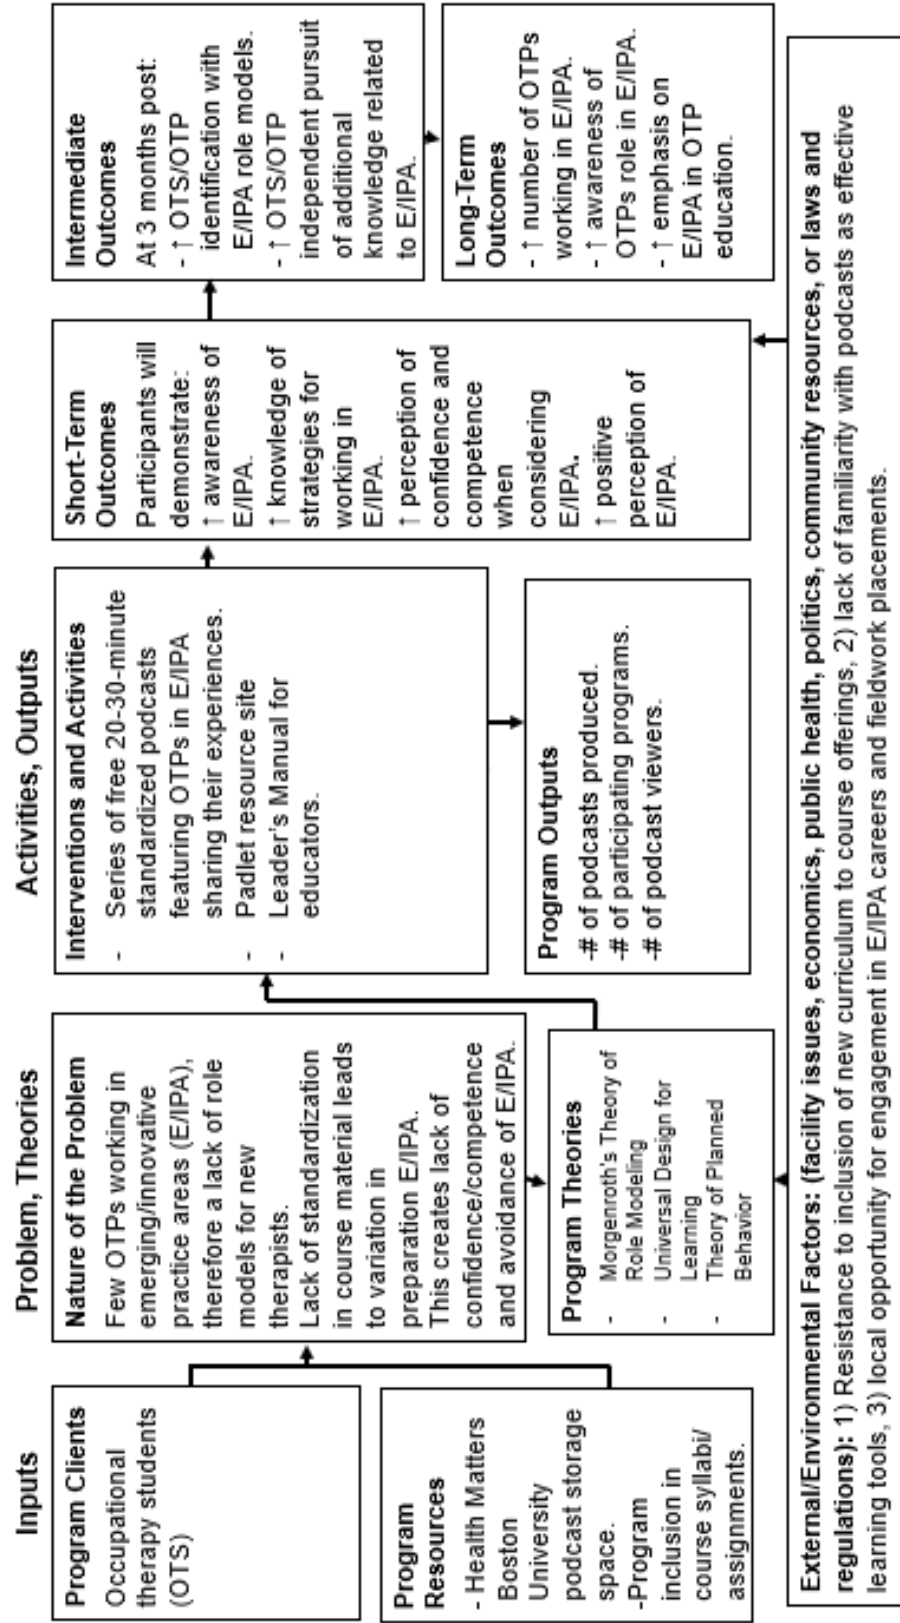 Inputs
Problem, Theories
Activities, Outputs
Program Clients
Occupational
therapy students
(OTS)
Program
Resources
- Health Matters
Boston
University
podcast storage
space.
-Program
inclusion in
course syllabi/
assignments.
Nature of the Problem
Few OTPs working in
emerging/innovative
practice areas (E/IPA),
therefore a lack of role
models for new
therapists.
Lack of standardization
in course material leads
to variation in
preparation E/IPA.
This creates lack of
confidence/competence
and avoidance of E/IPA.
Program Theories
- Morgenroth's Theory of
Role Modeling
- Universal Design for
Learning
- Theory of Planned
Behavior
Interventions and Activities
- Series of free 20-30-minute
standardized podcasts
featuring OTPs in E/IPA
sharing their experiences.
- Padlet resource site
- Leader's Manual for
educators.
Program Outputs
-# of podcasts produced.
-# of participating programs.
-# of podcast viewers.
Short-Term
Outcomes
Participants will
demonstrate:
↑ awareness of
E/IPA.
↑ knowledge of
strategies for
working in
E/IPA.
↑ perception of
confidence and
competence
when
considering
E/IPA.
↑ positive
perception of
E/IPA.
Intermediate
Outcomes
At 3 months post:
- ↑ OTS/OTP
identification with
E/IPA role models.
- ↑ OTS/OTP
independent pursuit
of additional
knowledge related
to E/IPA.
Long-Term
Outcomes
- ↑ number of OTPs
working in E/IPA.
- ↑ awareness of
OTPs role in E/IPA.
- ↑ emphasis on
E/IPA in OTP
education.
External/Environmental Factors: (facility issues, economics, public health, politics, community resources, or laws and
regulations): 1) Resistance to inclusion of new curriculum to course offerings, 2) lack of familiarity with podcasts as effective
learning tools, 3) local opportunity for engagement in E/IPA careers and fieldwork placements.